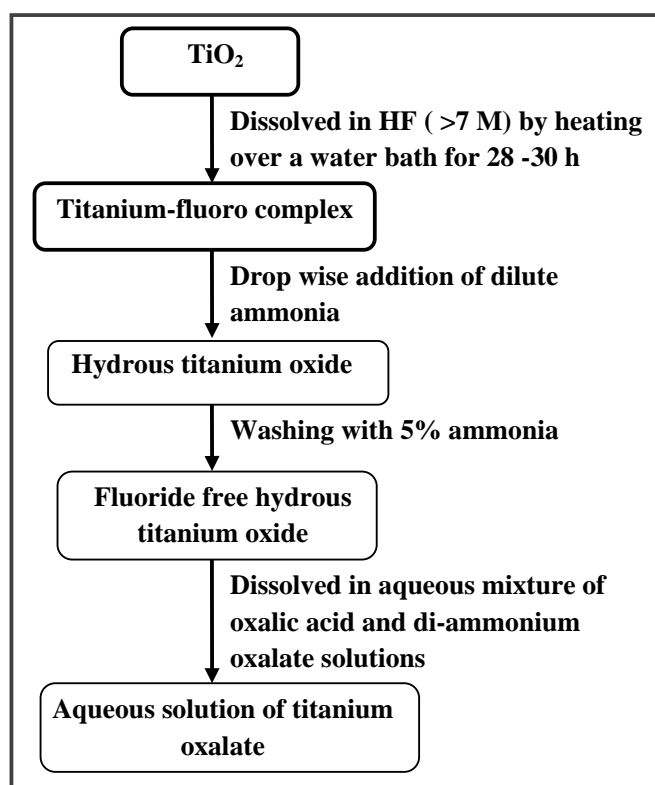 TiO₂
Dissolved in HF ( >7 M) by heating
over a water bath for 28 -30 h
Titanium-fluoro complex
Drop wise addition of dilute
ammonia
Hydrous titanium oxide
Washing with 5% ammonia
Fluoride free hydrous
titanium oxide
Dissolved in aqueous mixture of
oxalic acid and di-ammonium
oxalate solutions
Aqueous solution of titanium
oxalate